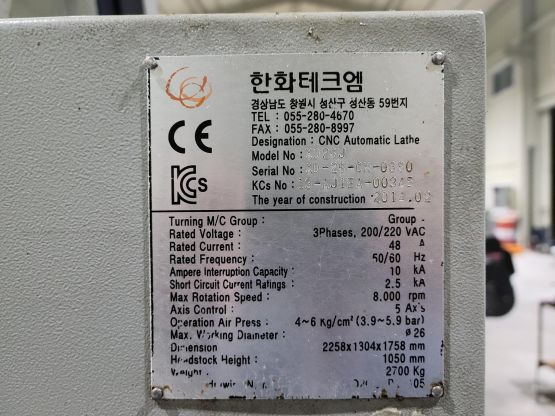 한화테크엠
경상남도 창원시 성산구 성산동 59번지
TEL : 055-280-4670
FAX : 055-280-8997
Designation : CNC Automatic Lathe
Model No :
Serial No :
KCs No :
The year of construction
CE
KCs
Turning M/C Group : Group -
Rated Voltage : 3Phases, 200/220 VAC
Rated Current : 48 A
Rated Frequency : 50/60 Hz
Ampere Interruption Capacity : 10 kA
Short Circuit Current Ratings : 2.5 kA
Max Rotation Speed : 8,000 rpm
Axis Control : 5 Axis
Operation Air Press : 4~6 Kg/cm² (3.9~5.9 bar)
Max. Working Diameter : ø 26
Dimension 2258x1304x1758 mm
Headstock Height : 1050 mm
Weight : 2700 Kg